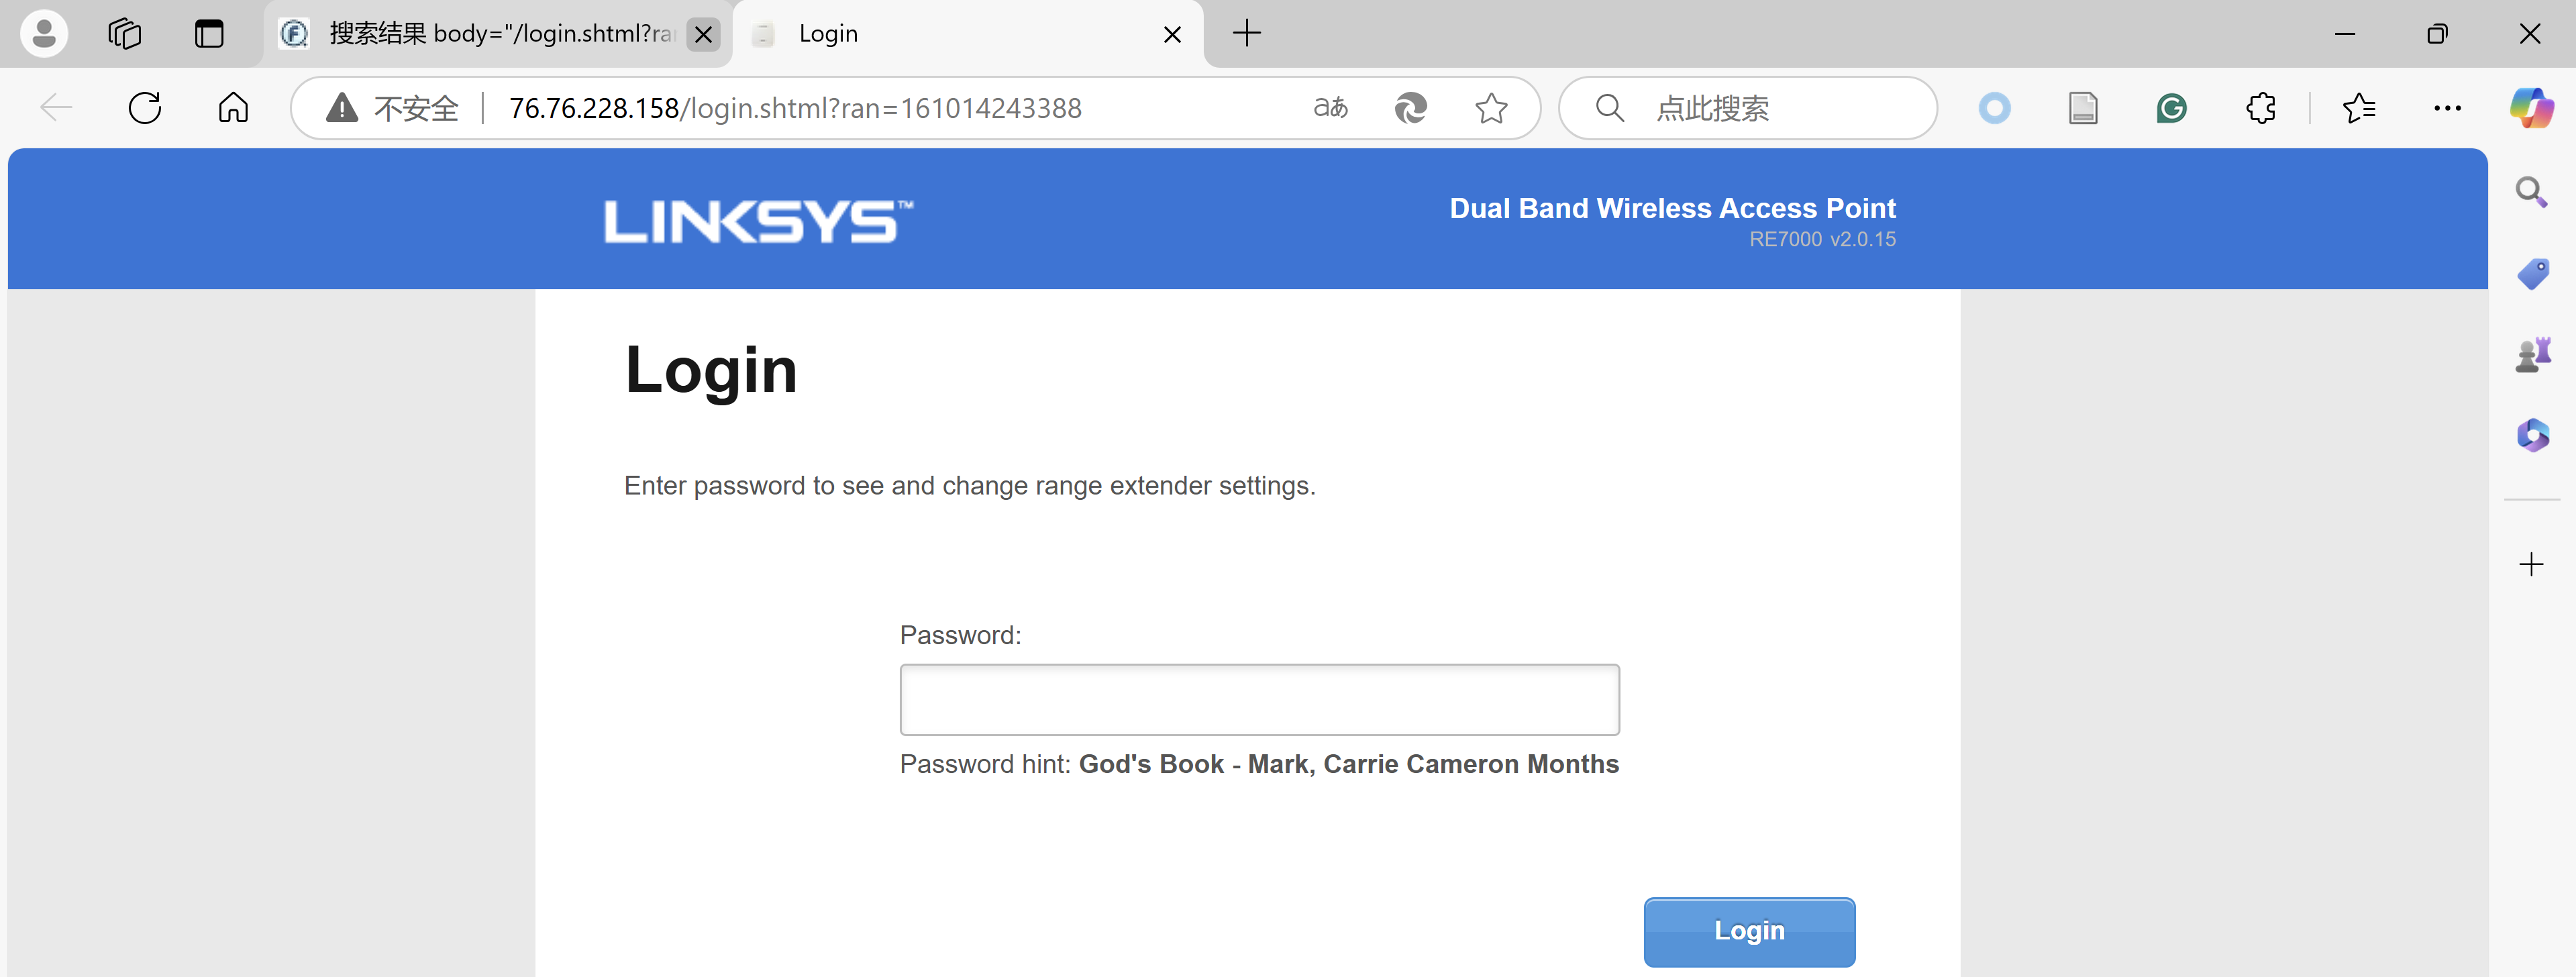 搜索结果 body="/login.shtml?ra
Login
不安全
76.76.228.158/login.shtml?ran=161014243388
aあ
点此搜索
LINKSYS™
Dual Band Wireless Access Point
RE7000 v2.0.15
Login
Enter password to see and change range extender settings.
Password:
Password hint: God's Book - Mark, Carrie Cameron Months
Login